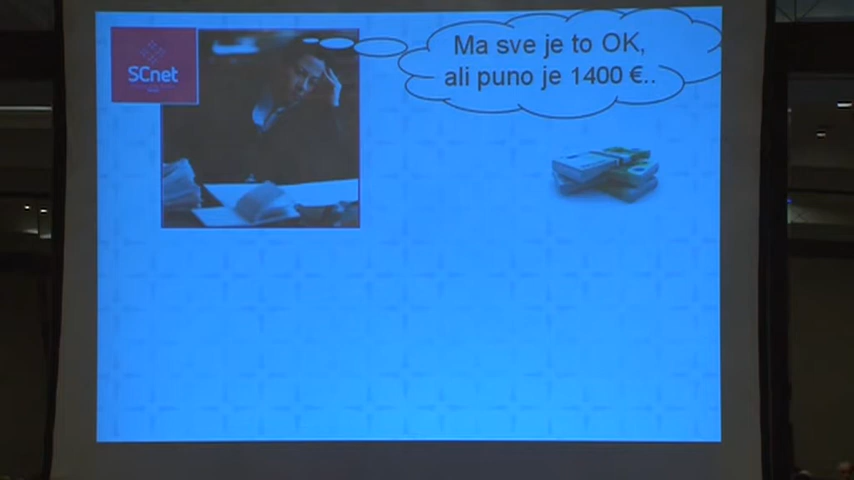 SCnet
Ma sve je to OK,
ali puno je 1400 €..